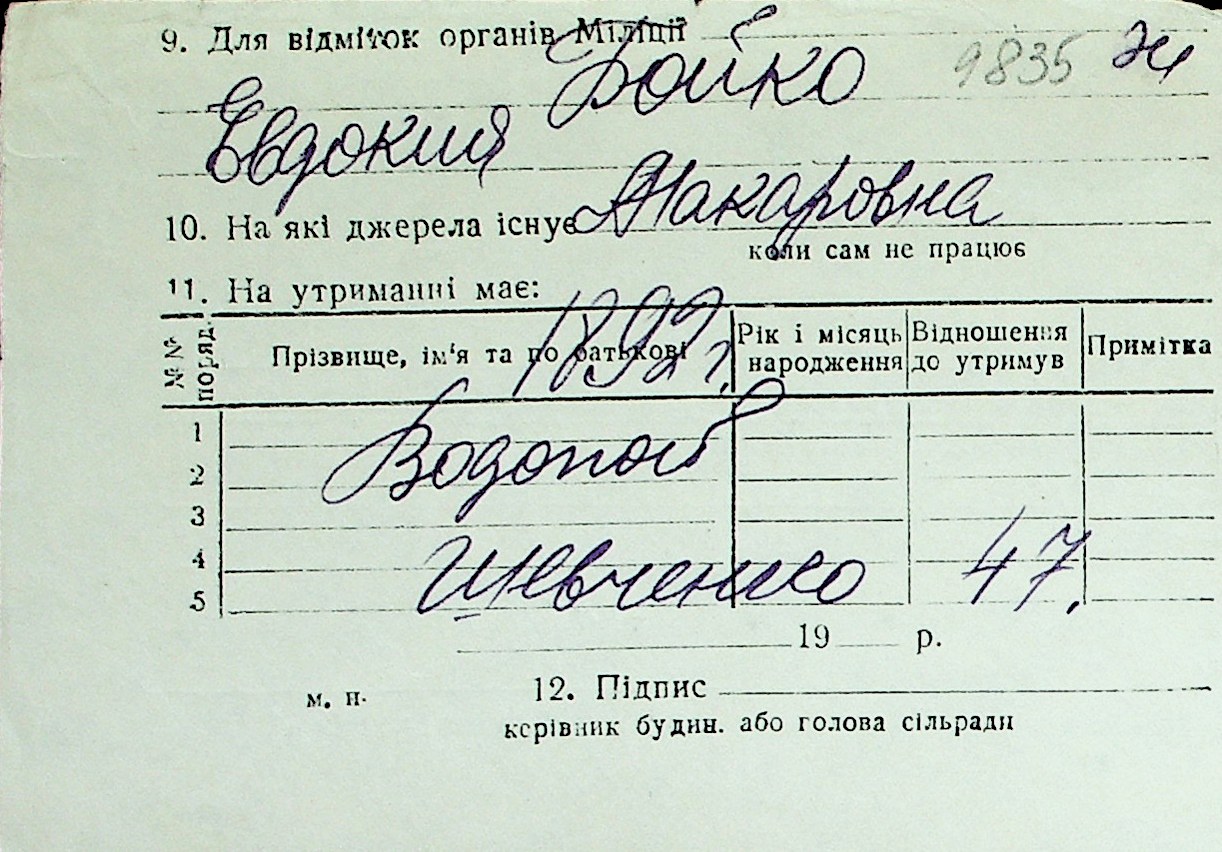 9. Для відміток органів Міліції
Бойко 9835
Евдокия
10. На які джерела існує Макаровна
коли сам не працює
11. На утриманні має:
№№ поряд. Прізвище, ім'я та по батькові Рік і місяць народження Відношення до утримув Примітка
1892 г.
1
Водопой
2
3
4 Шевченко 47.
5
19 р.
м. п. 12. Підпис
керівник будин. або голова сільради